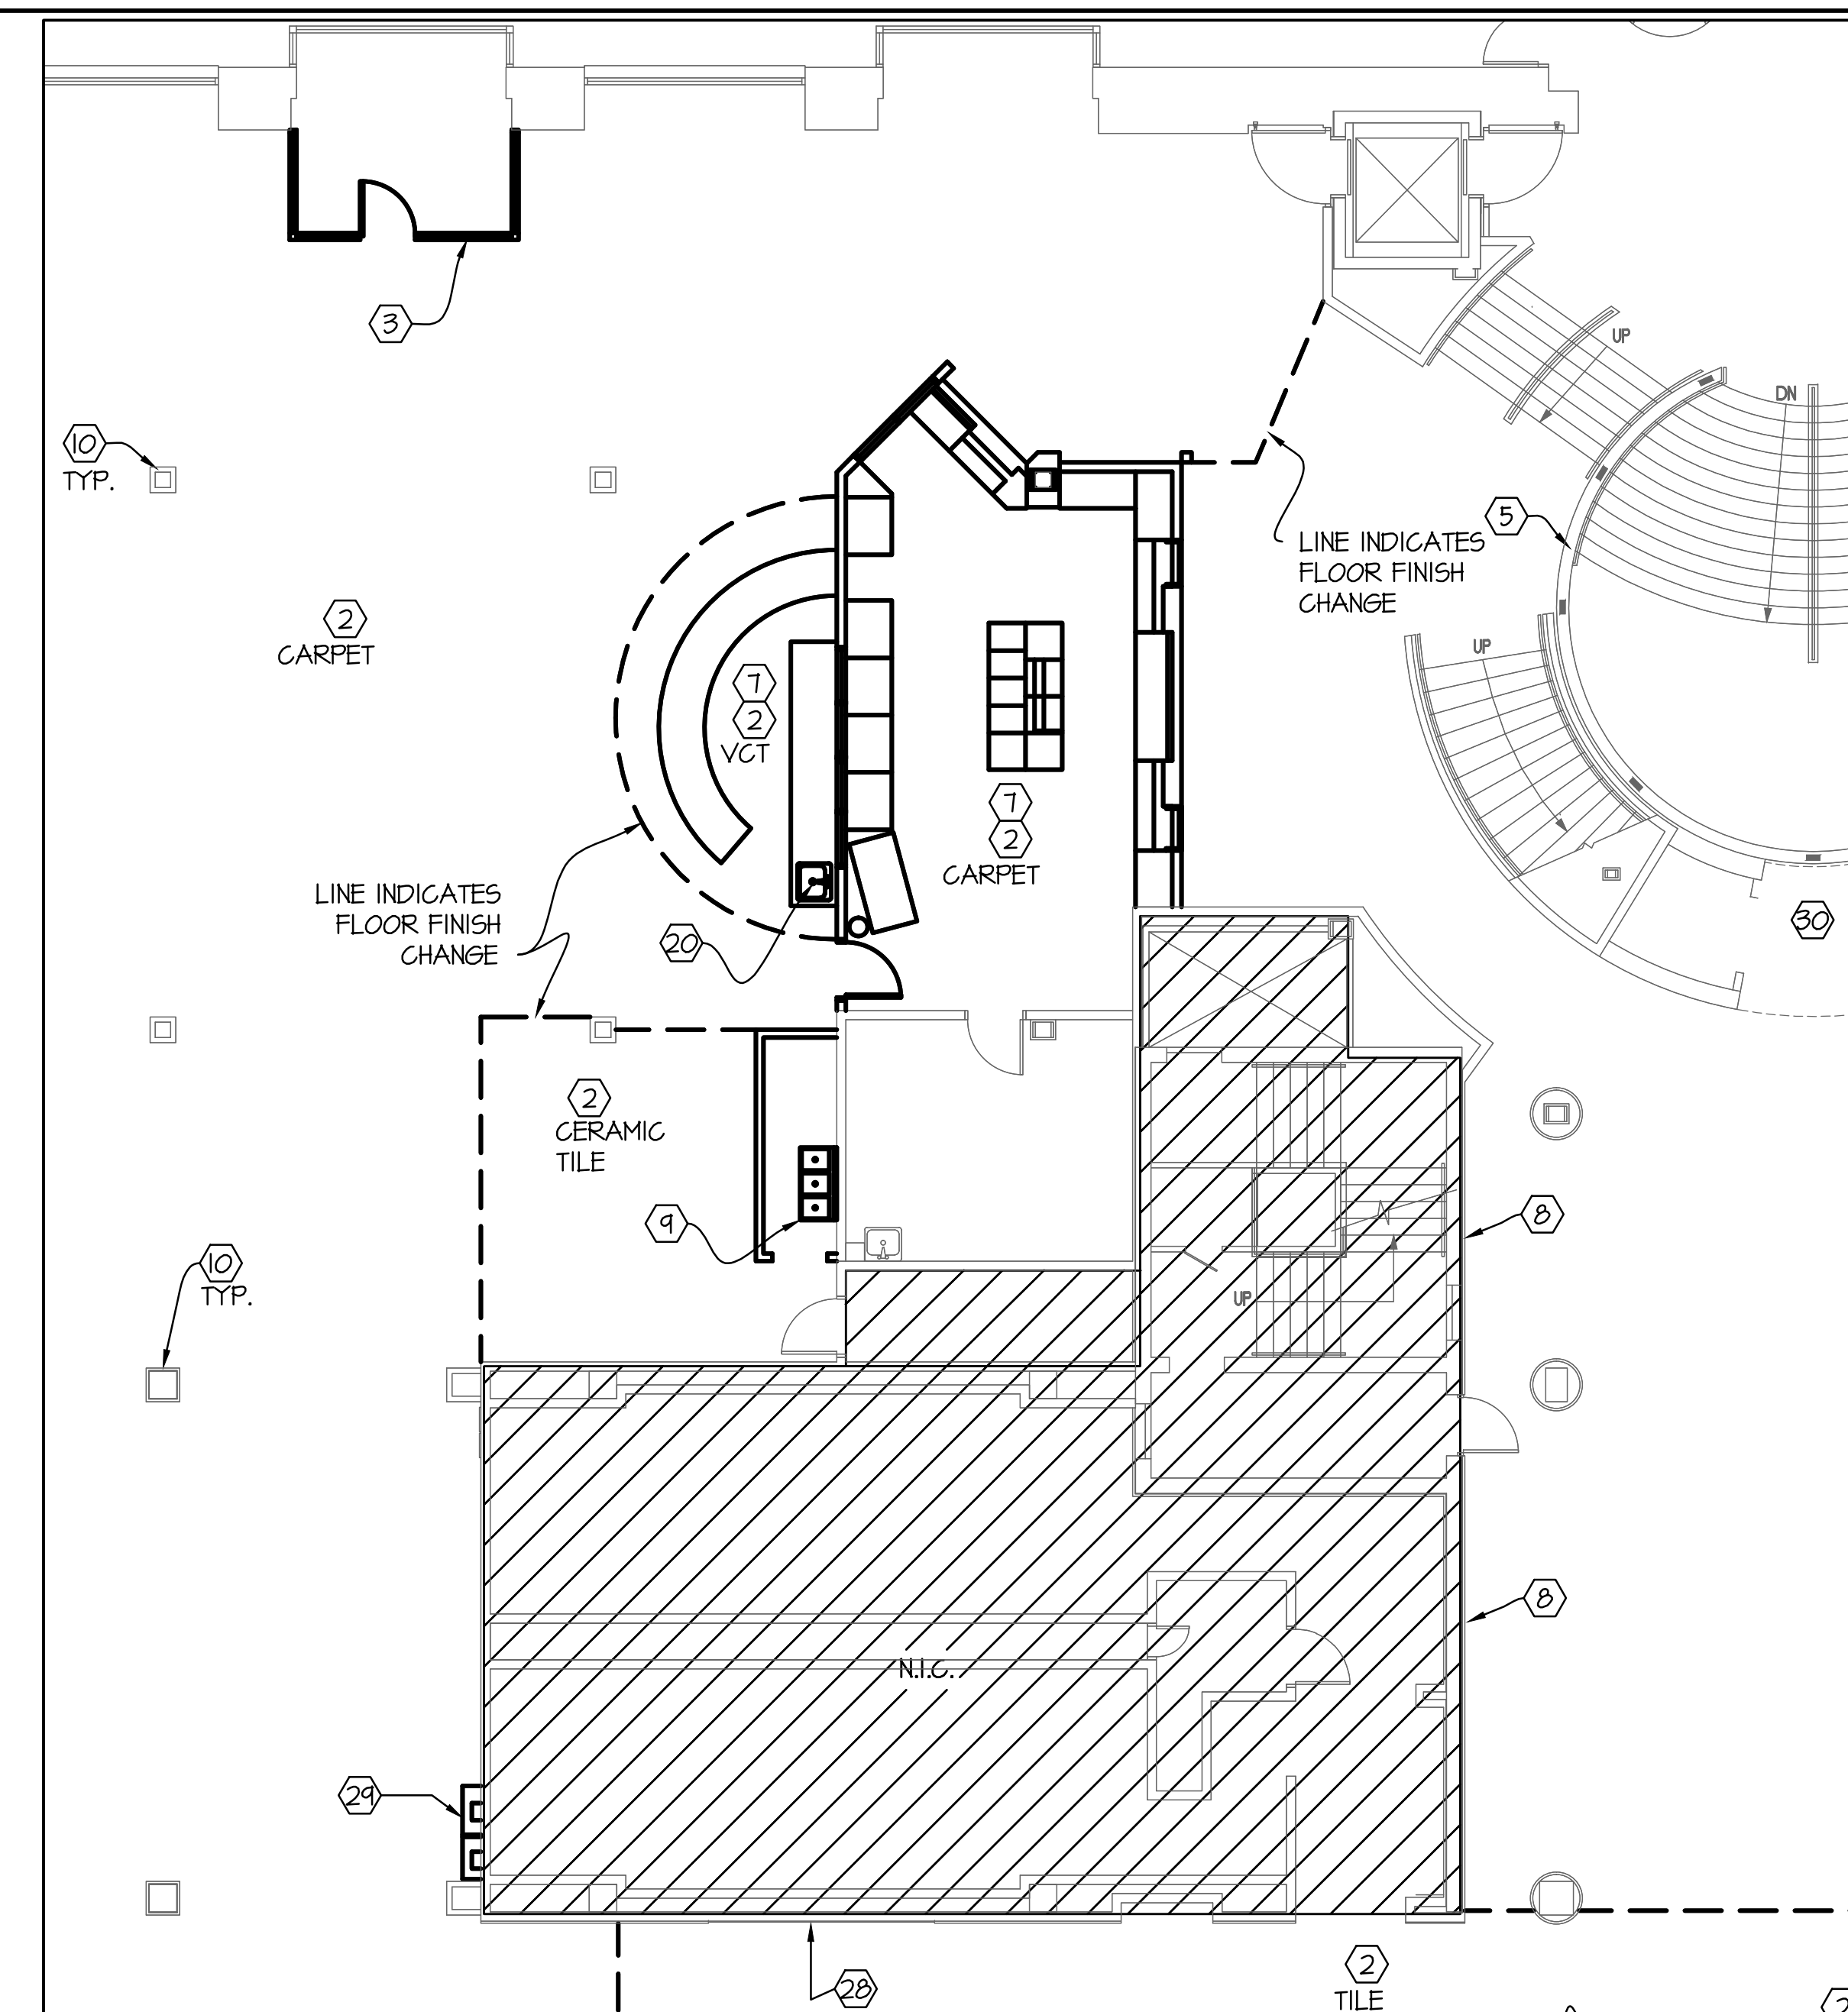 3
UP
DN
10
TYP.
5
LINE INDICATES
FLOOR FINISH
CHANGE
2
CARPET
UP
7
2
VCT
7
2
CARPET
LINE INDICATES
FLOOR FINISH
CHANGE
20
30
2
CERAMIC
TILE
9
8
10
TYP.
UP
8
N.I.C.
29
28
2
TILE